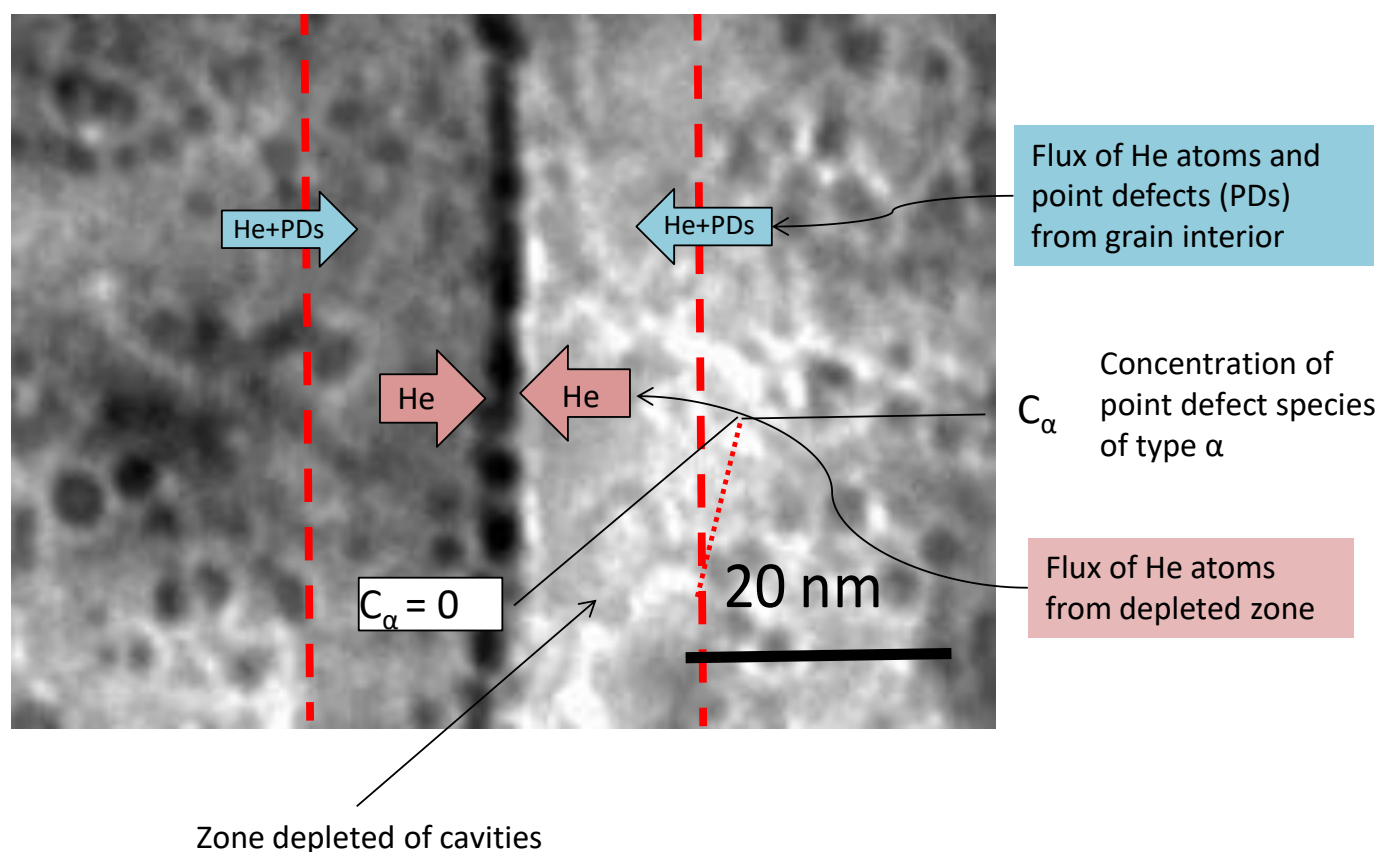 He+PDs
He+PDs
Flux of He atoms and
point defects (PDs)
from grain interior
He
He
Cα
Concentration of
point defect species
of type α
Cα = 0
20 nm
Flux of He atoms
from depleted zone
Zone depleted of cavities